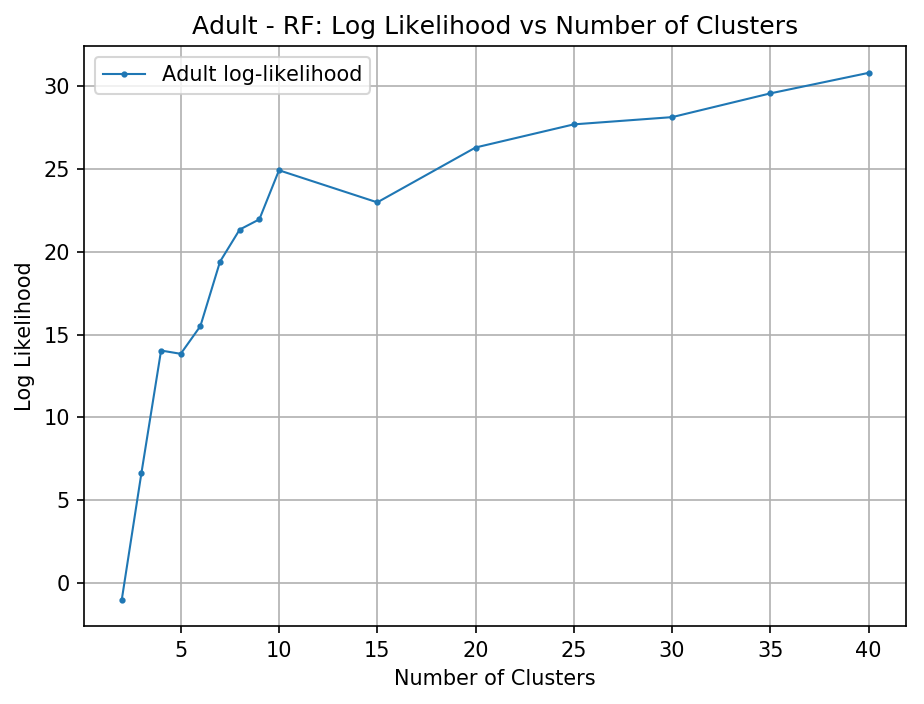 Adult - RF: Log Likelihood vs Number of Clusters
Adult log-likelihood
Log Likelihood
30
25
20
15
10
5
0
5 10 15 20 25 30 35 40
Number of Clusters